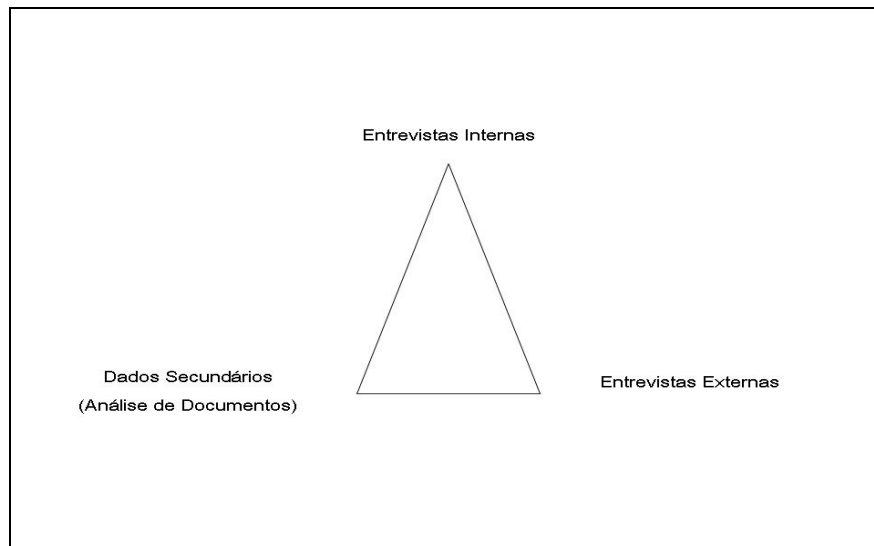 Entrevistas Internas
Dados Secundários
(Análise de Documentos)
Entrevistas Externas